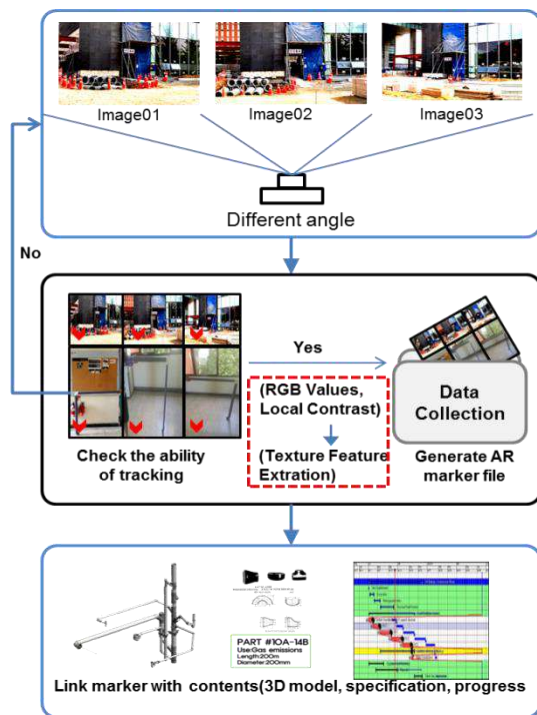 Image01
Image02
Image03
Different angle
No
Yes
(RGB Values,
Local Contrast)
(Texture Feature
Extration)
Data
Collection
Check the ability
of tracking
Generate AR
marker file
PART #10A-14B
Use:Gas emissions
Length:200m
Diameter:200mm
Link marker with contents(3D model, specification, progress